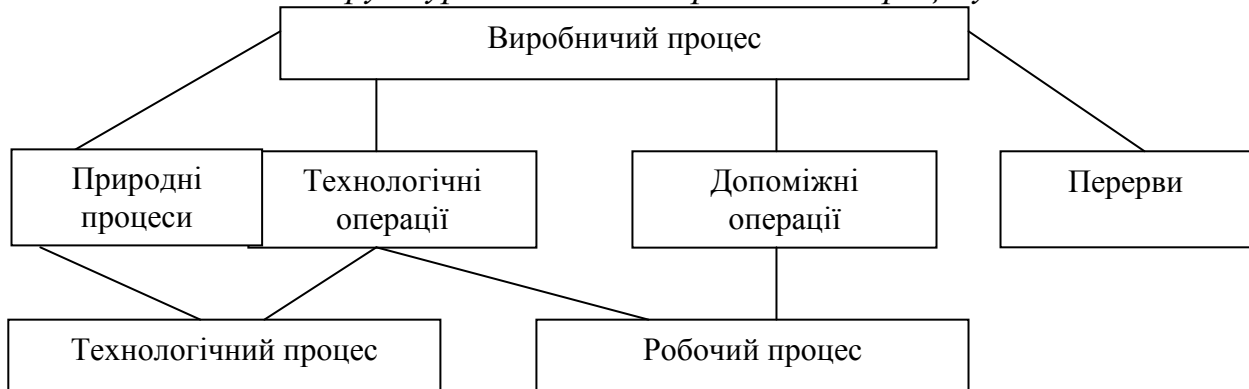 Виробничий процес
Природні
процеси
Технологічні
операції
Допоміжні
операції
Перерви
Технологічний процес
Робочий процес